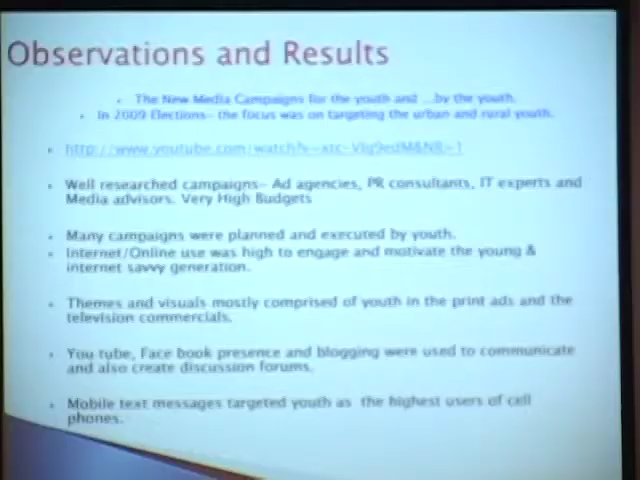 Observations and Results
The New Media Campaigns for the youth and ...by the youth.
In 2009 Elections- the focus was on targeting the urban and rural youth.
Well researched campaigns- Ad agencies, PR consultants, IT experts and
Media advisors. Very High Budgets
Many campaigns were planned and executed by youth.
Internet/Online use was high to engage and motivate the young &
internet savvy generation.
Themes and visuals mostly comprised of youth in the print ads and the
television commercials.
You tube, Face book presence and blogging were used to communicate
and also create discussion forums.
Mobile text messages targeted youth as the highest users of cell
phones.